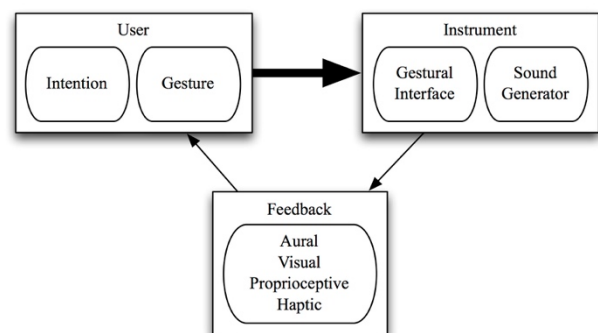 User
Intention
Gesture
Instrument
Gestural
Interface
Sound
Generator
Feedback
Aural
Visual
Proprioceptive
Haptic